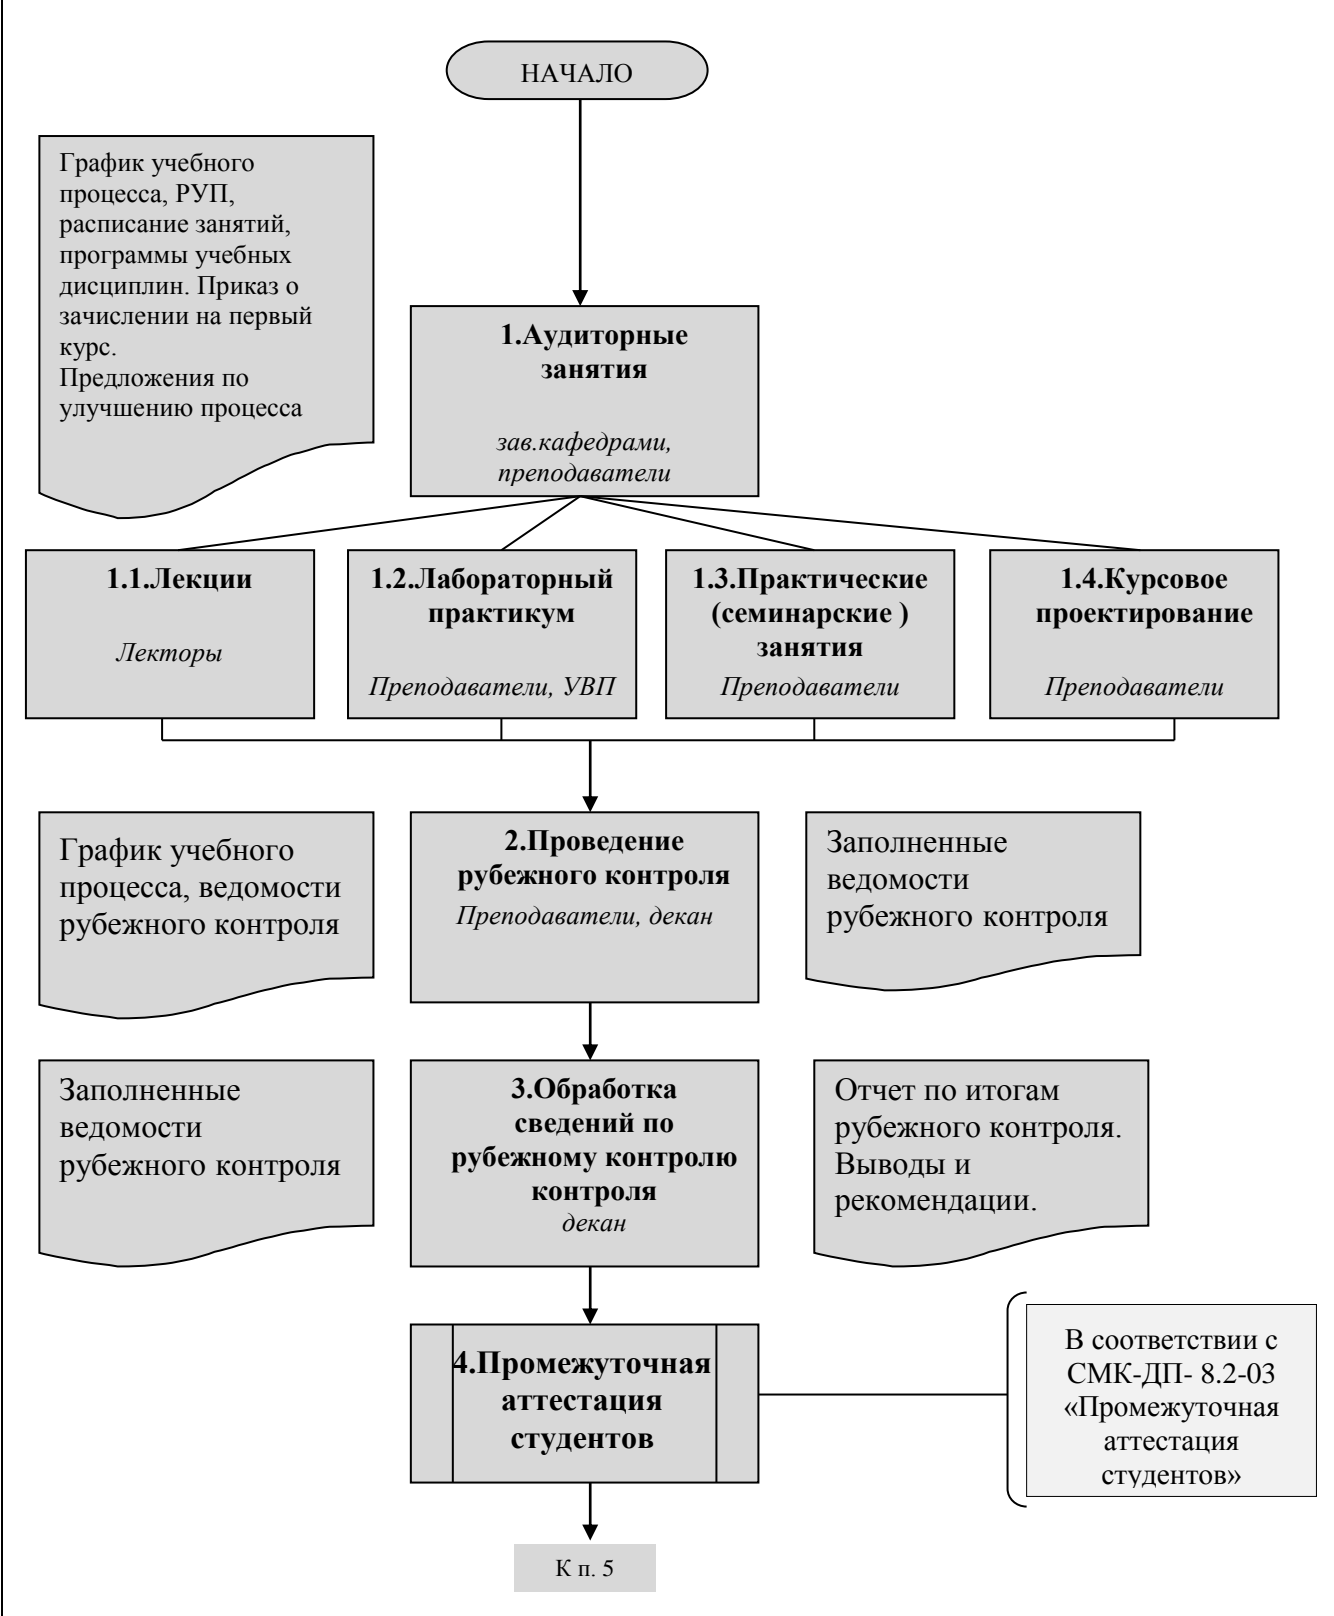 НАЧАЛО
График учебного
процесса, РУП,
расписание занятий,
программы учебных
дисциплин. Приказ о
зачислении на первый
курс.
Предложения по
улучшению процесса
1.Аудиторные
занятия
зав.кафедрами,
преподаватели
1.1.Лекции
Лекторы
1.2.Лабораторный
практикум
Преподаватели, УВП
1.3.Практические
(семинарские )
занятия
Преподаватели
1.4.Курсовое
проектирование
Преподаватели
График учебного
процесса, ведомости
рубежного контроля
2.Проведение
рубежного контроля
Преподаватели, декан
Заполненные
ведомости
рубежного контроля
Заполненные
ведомости
рубежного контроля
3.Обработка
сведений по
рубежному контролю
контроля
декан
Отчет по итогам
рубежного контроля.
Выводы и
рекомендации.
4.Промежуточная
аттестация
студентов
В соответствии с
СМК-ДП- 8.2-03
«Промежуточная
аттестация
студентов»
К п. 5